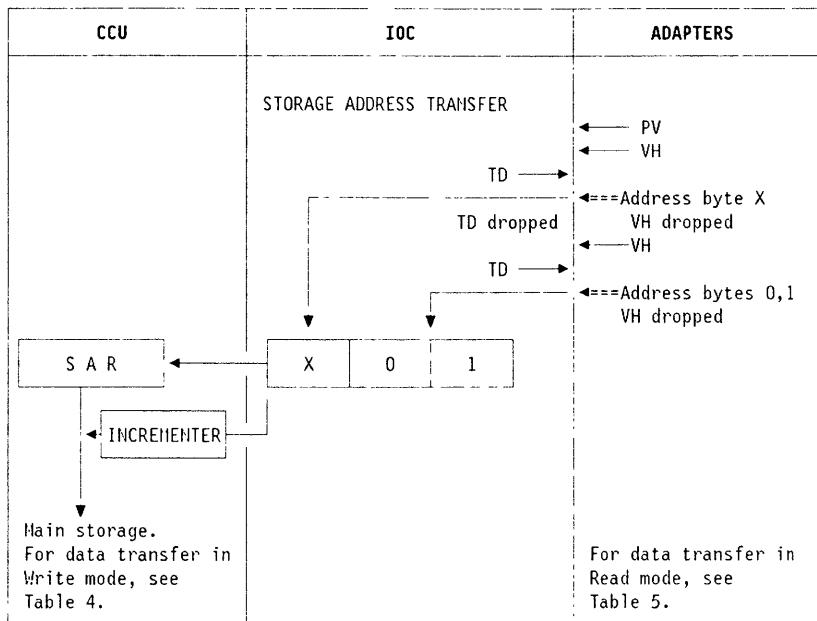 CCU IOC ADAPTERS
STORAGE ADDRESS TRANSFER
PV
VH
TD
===Address byte X
TD dropped VH dropped
VH
TD
===Address bytes 0,1
VH dropped
S A R X 0 1
INCREMENTER
Main storage.
For data transfer in For data transfer in
Write mode, see Read mode, see
Table 4. Table 5.